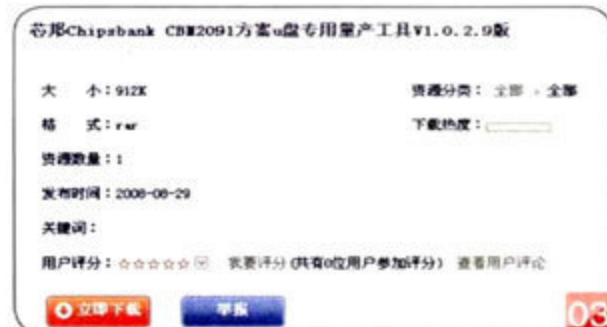 芯邦Chipsbank CBM2091方案u盘专用量产工具V1.0.2.9版
大 小：912K 资源分类： 全部 - 全部
格 式：rar 下载热度：
资源数量：1
发布时间：2008-08-29
关键词：
用户评分：☆☆☆☆☆ 我要评分 (共有0位用户参加评分) 查看用户评论
立即下载 举报
03